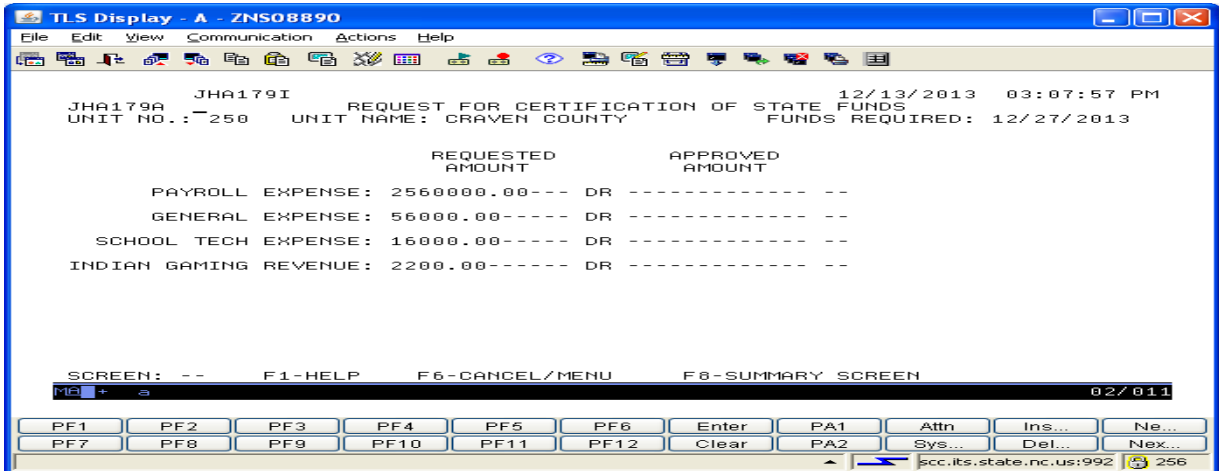 TLS Display - A - ZNS08890
File Edit View Communication Actions Help
JHA179I 12/13/2013 03:07:57 PM
JHA179A REQUEST FOR CERTIFICATION OF STATE FUNDS
UNIT NO.: 250 UNIT NAME: CRAVEN COUNTY FUNDS REQUIRED: 12/27/2013
REQUESTED APPROVED
AMOUNT AMOUNT
PAYROLL EXPENSE: 2560000.00--- DR ------------- --
GENERAL EXPENSE: 56000.00----- DR ------------- --
SCHOOL TECH EXPENSE: 16000.00----- DR ------------- --
INDIAN GAMING REVENUE: 2200.00------ DR ------------- --
SCREEN: -- F1-HELP F6-CANCEL/MENU F8-SUMMARY SCREEN
MA + a 02/011
PF1 PF2 PF3 PF4 PF5 PF6 Enter PA1 Attn Ins... Ne...
PF7 PF8 PF9 PF10 PF11 PF12 Clear PA2 Sys... Del... Nex...
scc.its.state.nc.us:992 256